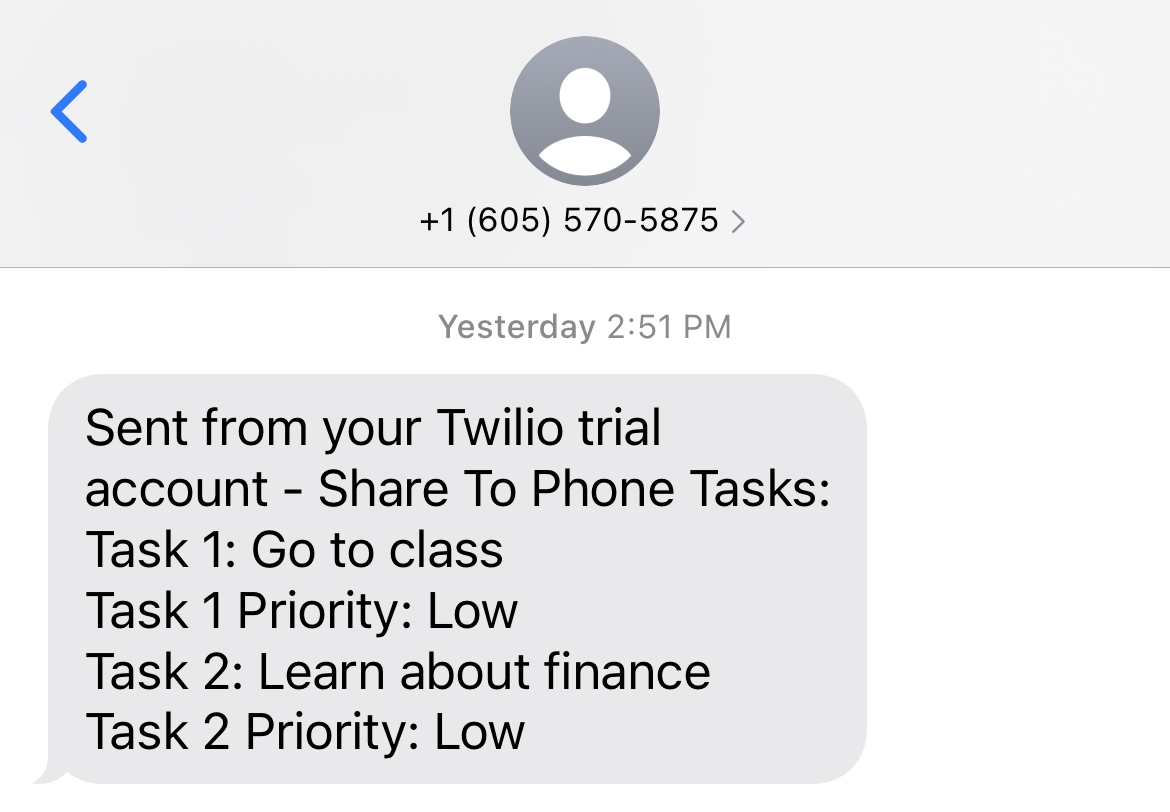 +1 (605) 570-5875
Yesterday 2:51 PM
Sent from your Twilio trial
account - Share To Phone Tasks:
Task 1: Go to class
Task 1 Priority: Low
Task 2: Learn about finance
Task 2 Priority: Low